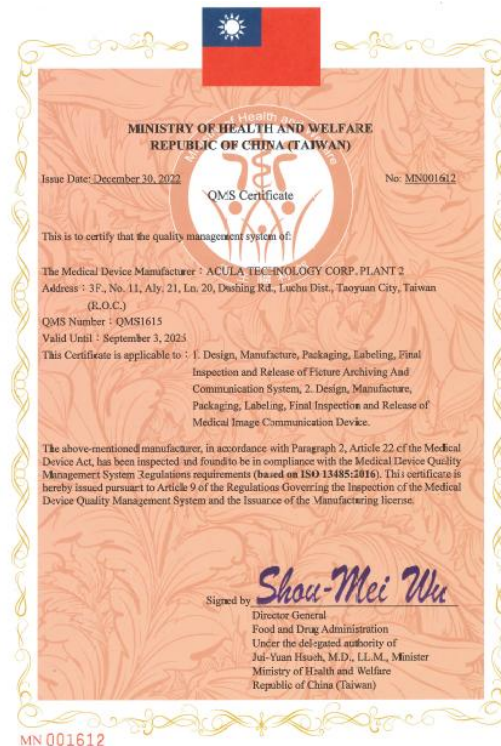 MINISTRY OF HEALTH AND WELFARE
REPUBLIC OF CHINA (TAIWAN)
Issue Date: December 30, 2022 No: MN001612
QMS Certificate
This is to certify that the quality management system of:
The Medical Device Manufacturer : ACULA TECHNOLOGY CORP. PLANT 2
Address : 3F., No. 11, Aly. 21, Ln. 20, Dashing Rd., Luchu Dist., Taoyuan City, Taiwan
(R.O.C.)
QMS Number : QMS1615
Valid Until : September 3, 2025
This Certificate is applicable to : 1. Design, Manufacture, Packaging, Labeling, Final
Inspection and Release of Picture Archiving And
Communication System, 2. Design, Manufacture,
Packaging, Labeling, Final Inspection and Release of
Medical Image Communication Device.
The above-mentioned manufacturer, in accordance with Paragraph 2, Article 22 of the Medical
Device Act, has been inspected and found to be in compliance with the Medical Device Quality
Management System Regulations requirements (based on ISO 13485:2016). This certificate is
hereby issued pursuant to Article 9 of the Regulations Governing the Inspection of the Medical
Device Quality Management System and the Issuance of the Manufacturing license.
Signed by Shou-Mei Wu
Director General
Food and Drug Administration
Under the delegated authority of
Jui-Yuan Hsueh, M.D., LL.M., Minister
Ministry of Health and Welfare
Republic of China (Taiwan)
MN 001612